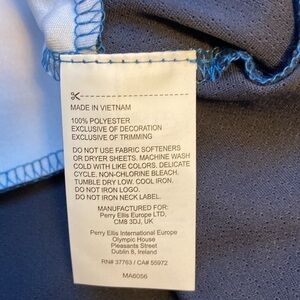 MADE IN VIETNAM
100% POLYESTER
EXCLUSIVE OF DECORATION
EXCLUSIVE OF TRIMMING
DO NOT USE FABRIC SOFTENERS
OR DRYER SHEETS. MACHINE WASH
COLD WITH LIKE COLORS. DELICATE
CYCLE. NON-CHLORINE BLEACH.
TUMBLE DRY LOW. COOL IRON.
DO NOT IRON LOGO.
DO NOT IRON NECK LABEL.
MANUFACTURED FOR:
Perry Ellis Europe LTD,
CM8 3DJ, UK
Perry Ellis International Europe
Olympic House
Pleasants Street
Dublin 8, Ireland
RN# 37763 / CA# 55972
MA6056